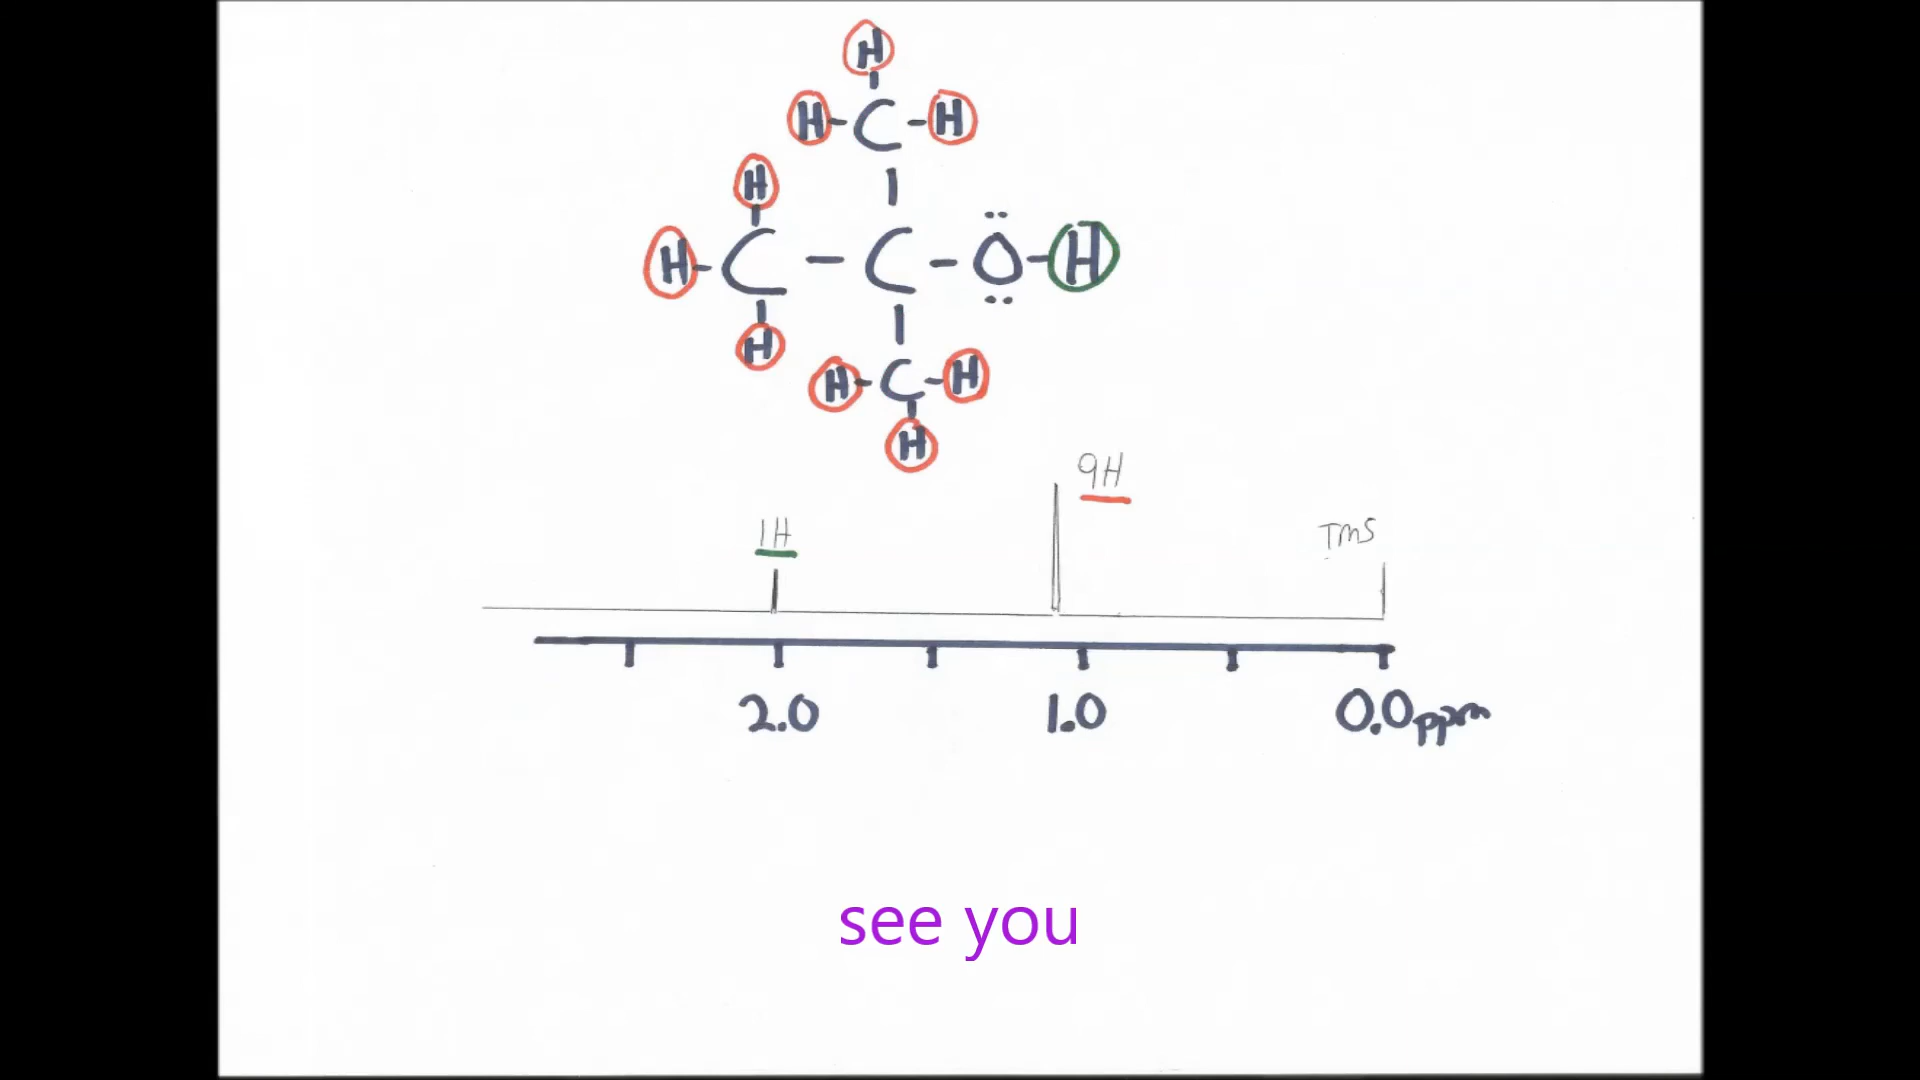 H
H-C-H
H
H-C-C-O-H
H
H-C-H
H
9H
1H
TMS
2.0 1.0 0.0ppm
see you